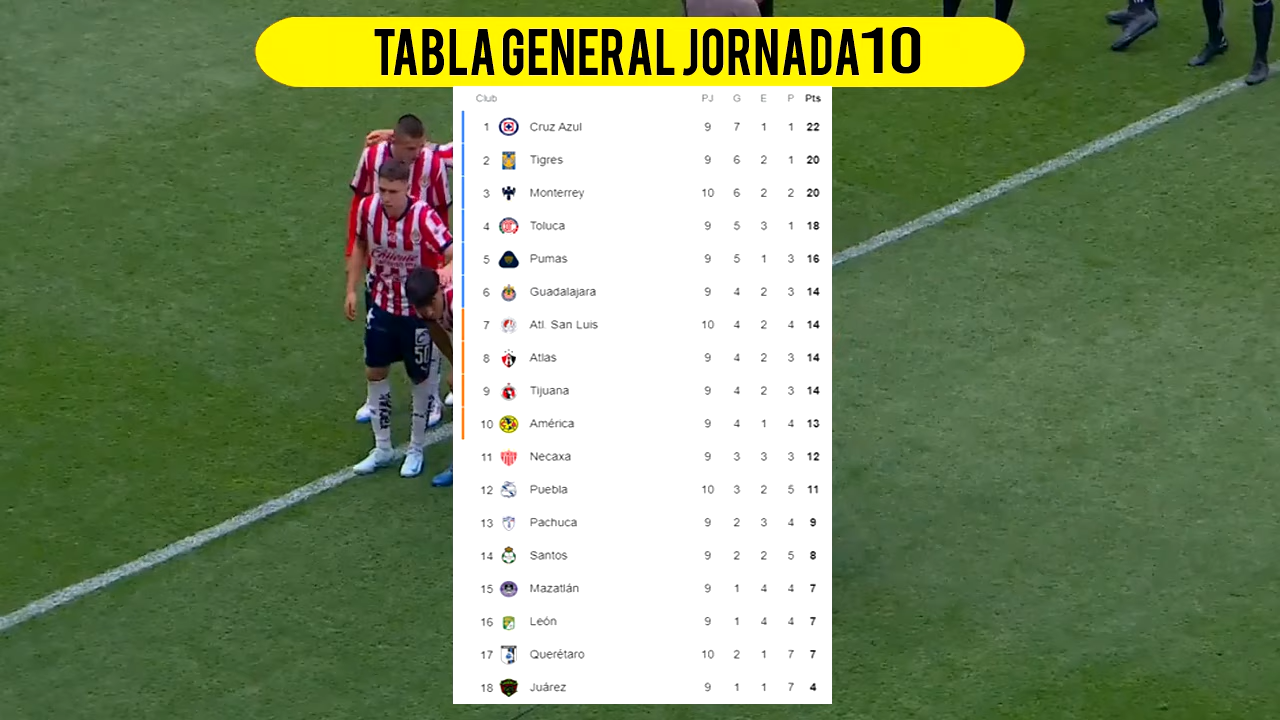 TABLA GENERAL JORNADA 10
Club PJ G E P Pts
1 Cruz Azul 9 7 1 1 22
2 Tigres 9 6 2 1 20
3 Monterrey 10 6 2 2 20
4 Toluca 9 5 3 1 18
5 Pumas 9 5 1 3 16
6 Guadalajara 9 4 2 3 14
7 Atl. San Luis 10 4 2 4 14
8 Atlas 9 4 2 3 14
9 Tijuana 9 4 2 3 14
10 América 9 4 1 4 13
11 Necaxa 9 3 3 3 12
12 Puebla 10 3 2 5 11
13 Pachuca 9 2 3 4 9
14 Santos 9 2 2 5 8
15 Mazatlán 9 1 4 4 7
16 León 9 1 4 4 7
17 Querétaro 10 2 1 7 7
18 Juárez 9 1 1 7 4
Caliente
50